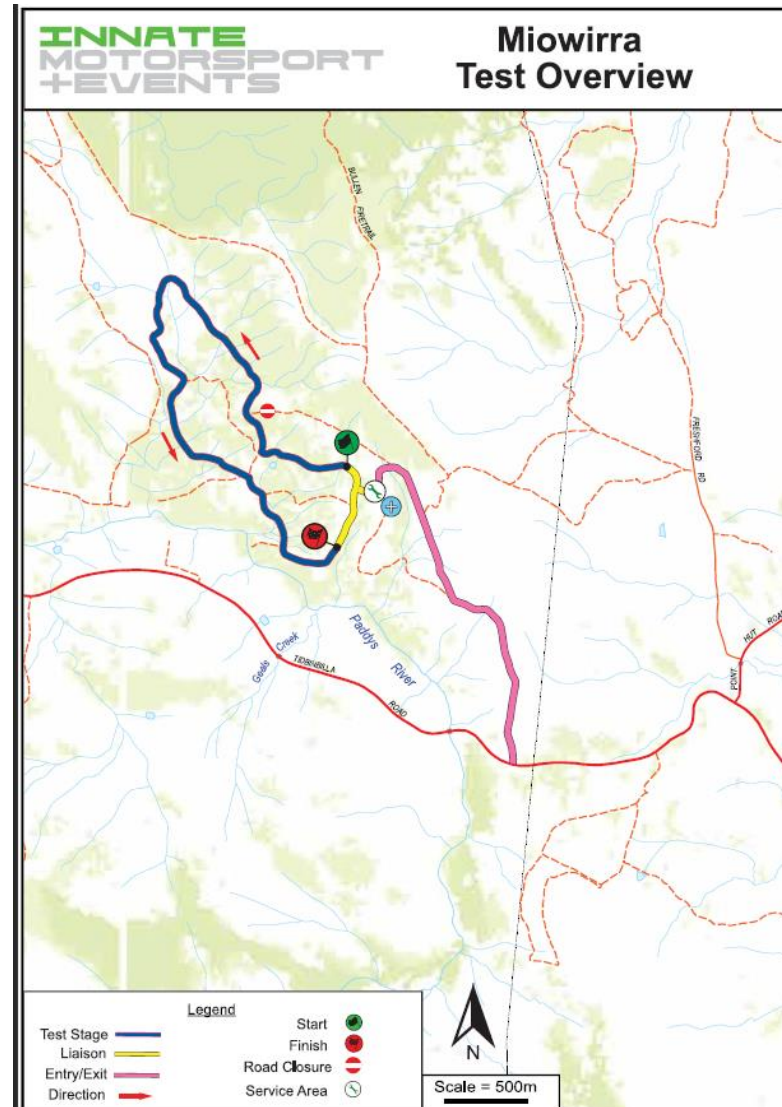 INNATE
MOTORSPORT
+EVENTS
Miowirra
Test Overview
BULLEN
FIRETRAIL
FRESHFORD RD
Paddys
River
Geals Creek
TIDBINBILLA
ROAD
POINT
HUT ROAD
Legend
Test Stage
Liaison
Entry/Exit
Direction
Start
Finish
Road Closure
Service Area
N
Scale = 500m